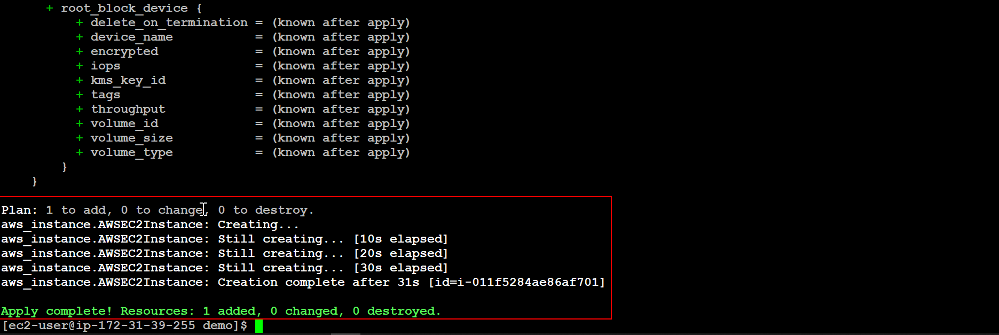 + root_block_device {
+ delete_on_termination = (known after apply)
+ device_name = (known after apply)
+ encrypted = (known after apply)
+ iops = (known after apply)
+ kms_key_id = (known after apply)
+ tags = (known after apply)
+ throughput = (known after apply)
+ volume_id = (known after apply)
+ volume_size = (known after apply)
+ volume_type = (known after apply)
}
}
Plan: 1 to add, 0 to change, 0 to destroy.
aws_instance.AWSEC2Instance: Creating...
aws_instance.AWSEC2Instance: Still creating... [10s elapsed]
aws_instance.AWSEC2Instance: Still creating... [20s elapsed]
aws_instance.AWSEC2Instance: Still creating... [30s elapsed]
aws_instance.AWSEC2Instance: Creation complete after 31s [id=i-011f5284ae86af701]
Apply complete! Resources: 1 added, 0 changed, 0 destroyed.
[ec2-user@ip-172-31-39-255 demo]$